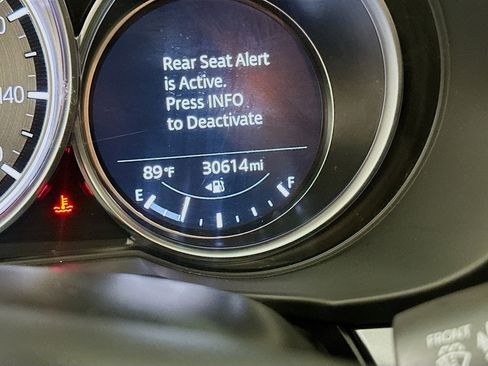 Rear Seat Alert
is Active.
Press INFO
to Deactivate
140
89°F 30614mi
E F
FRONT